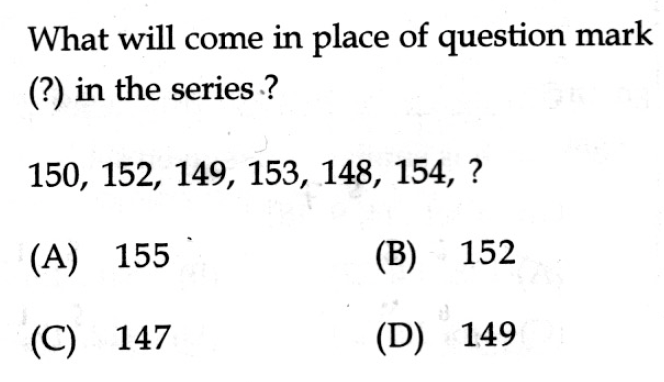 What will come in place of question mark
(?) in the series ?
150, 152, 149, 153, 148, 154, ?
(A) 155 (B) 152
(C) 147 (D) 149